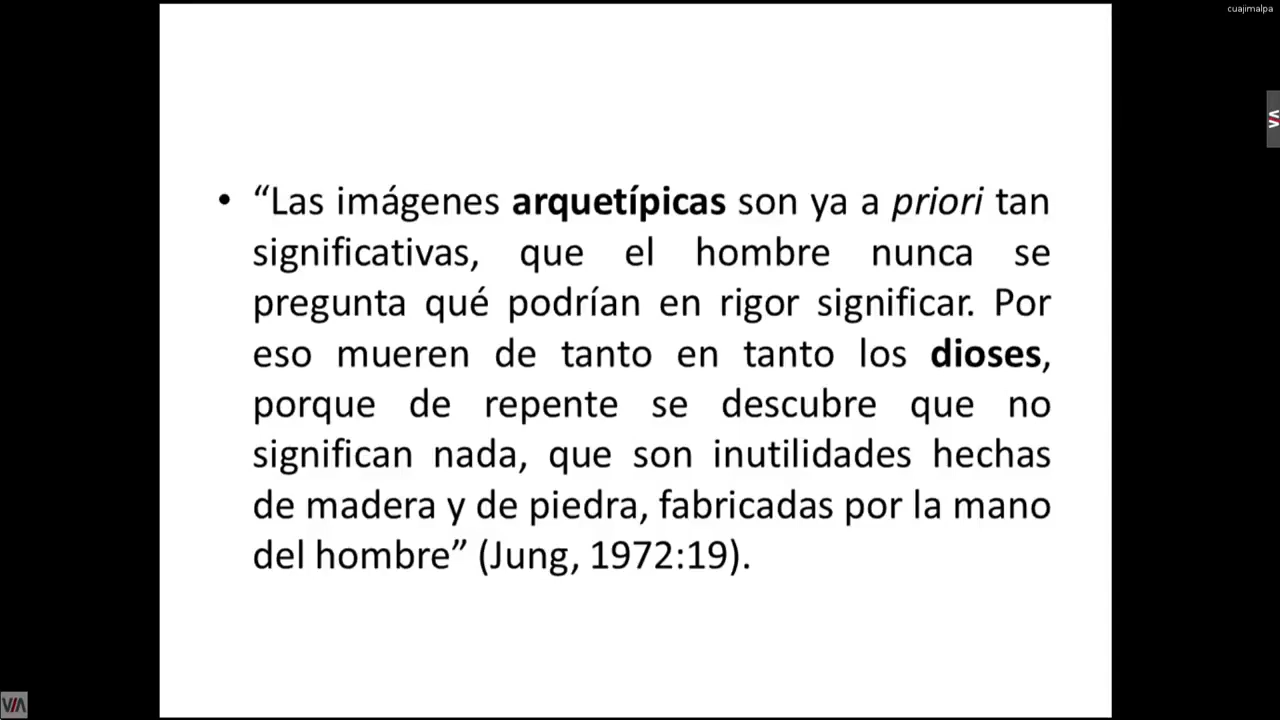 cuajimalpa
• “Las imágenes arquetípicas son ya a priori tan
significativas, que el hombre nunca se
pregunta qué podrían en rigor significar. Por
eso mueren de tanto en tanto los dioses,
porque de repente se descubre que no
significan nada, que son inutilidades hechas
de madera y de piedra, fabricadas por la mano
del hombre” (Jung, 1972:19).
VIA